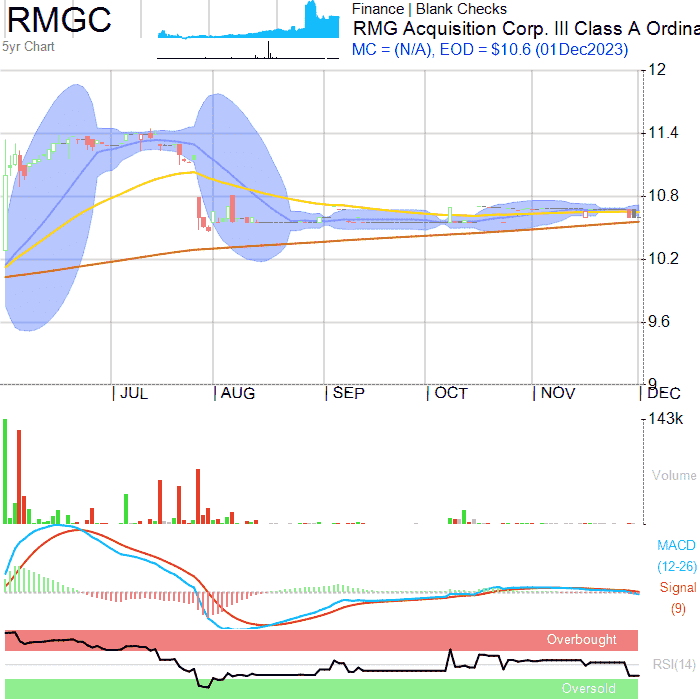 RMGC
5yr Chart
Finance | Blank Checks
RMG Acquisition Corp. III Class A Ordina
MC = (N/A), EOD = $10.6 (01Dec2023)
12
11.4
10.8
10.2
9.6
9
JUL AUG SEP OCT NOV DEC
143k
Volume
MACD
(12-26)
Signal
(9)
Overbought
RSI(14)
Oversold